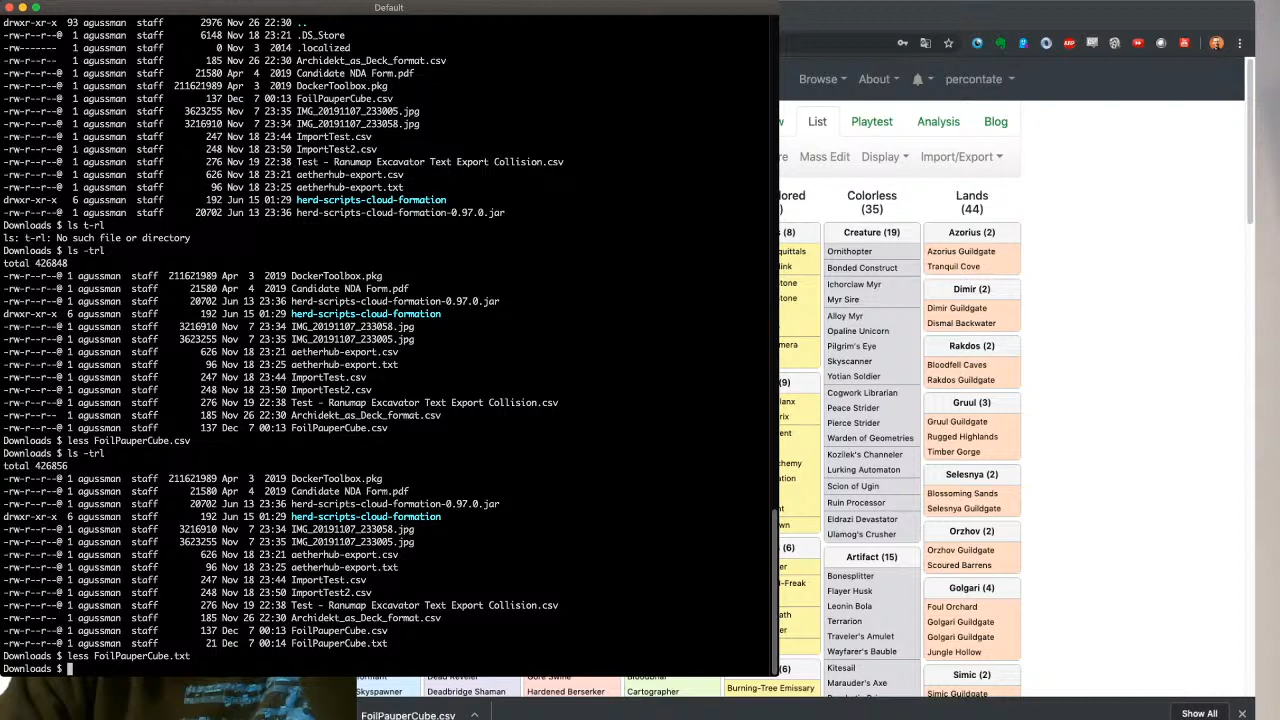 Default
drwxr-xr-x 93 agussman staff 2976 Nov 26 22:30 ..
-rw-r--r--@ 1 agussman staff 6148 Nov 18 23:21 .DS_Store
-rw------- 1 agussman staff 0 Nov 3 2014 .localized
-rw-r--r-- 1 agussman staff 185 Nov 26 22:30 Archidekt_as_Deck_format.csv
-rw-r--r--@ 1 agussman staff 21580 Apr 4 2019 Candidate NDA Form.pdf
-rw-r--r--@ 1 agussman staff 211621989 Apr 3 2019 DockerToolbox.pkg
-rw-r--r--@ 1 agussman staff 137 Dec 7 00:13 FoilPauperCube.csv
-rw-r--r--@ 1 agussman staff 3623255 Nov 7 23:35 IMG_20191107_233005.jpg
-rw-r--r--@ 1 agussman staff 3216910 Nov 7 23:34 IMG_20191107_233058.jpg
-rw-r--r--@ 1 agussman staff 247 Nov 18 23:44 ImportTest.csv
-rw-r--r--@ 1 agussman staff 248 Nov 18 23:50 ImportTest2.csv
-rw-r--r--@ 1 agussman staff 276 Nov 19 22:38 Test - Ranumap Excavator Text Export Collision.csv
-rw-r--r--@ 1 agussman staff 626 Nov 18 23:21 aetherhub-export.csv
-rw-r--r--@ 1 agussman staff 96 Nov 18 23:25 aetherhub-export.txt
drwxr-xr-x 6 agussman staff 192 Jun 15 01:29 herd-scripts-cloud-formation
-rw-r--r--@ 1 agussman staff 20702 Jun 13 23:36 herd-scripts-cloud-formation-0.97.0.jar
Downloads $ ls t-rl
ls: t-rl: No such file or directory
Downloads $ ls -trl
total 426848
-rw-r--r--@ 1 agussman staff 211621989 Apr 3 2019 DockerToolbox.pkg
-rw-r--r--@ 1 agussman staff 21580 Apr 4 2019 Candidate NDA Form.pdf
-rw-r--r--@ 1 agussman staff 20702 Jun 13 23:36 herd-scripts-cloud-formation-0.97.0.jar
drwxr-xr-x 6 agussman staff 192 Jun 15 01:29 herd-scripts-cloud-formation
-rw-r--r--@ 1 agussman staff 3216910 Nov 7 23:34 IMG_20191107_233058.jpg
-rw-r--r--@ 1 agussman staff 3623255 Nov 7 23:35 IMG_20191107_233005.jpg
-rw-r--r--@ 1 agussman staff 626 Nov 18 23:21 aetherhub-export.csv
-rw-r--r--@ 1 agussman staff 96 Nov 18 23:25 aetherhub-export.txt
-rw-r--r--@ 1 agussman staff 247 Nov 18 23:44 ImportTest.csv
-rw-r--r--@ 1 agussman staff 248 Nov 18 23:50 ImportTest2.csv
-rw-r--r--@ 1 agussman staff 276 Nov 19 22:38 Test - Ranumap Excavator Text Export Collision.csv
-rw-r--r-- 1 agussman staff 185 Nov 26 22:30 Archidekt_as_Deck_format.csv
-rw-r--r--@ 1 agussman staff 137 Dec 7 00:13 FoilPauperCube.csv
Downloads $ less FoilPauperCube.csv
Downloads $ ls -trl
total 426856
-rw-r--r--@ 1 agussman staff 211621989 Apr 3 2019 DockerToolbox.pkg
-rw-r--r--@ 1 agussman staff 21580 Apr 4 2019 Candidate NDA Form.pdf
-rw-r--r--@ 1 agussman staff 20702 Jun 13 23:36 herd-scripts-cloud-formation-0.97.0.jar
drwxr-xr-x 6 agussman staff 192 Jun 15 01:29 herd-scripts-cloud-formation
-rw-r--r--@ 1 agussman staff 3216910 Nov 7 23:34 IMG_20191107_233058.jpg
-rw-r--r--@ 1 agussman staff 3623255 Nov 7 23:35 IMG_20191107_233005.jpg
-rw-r--r--@ 1 agussman staff 626 Nov 18 23:21 aetherhub-export.csv
-rw-r--r--@ 1 agussman staff 96 Nov 18 23:25 aetherhub-export.txt
-rw-r--r--@ 1 agussman staff 247 Nov 18 23:44 ImportTest.csv
-rw-r--r--@ 1 agussman staff 248 Nov 18 23:50 ImportTest2.csv
-rw-r--r--@ 1 agussman staff 276 Nov 19 22:38 Test - Ranumap Excavator Text Export Collision.csv
-rw-r--r-- 1 agussman staff 185 Nov 26 22:30 Archidekt_as_Deck_format.csv
-rw-r--r--@ 1 agussman staff 137 Dec 7 00:13 FoilPauperCube.csv
-rw-r--r--@ 1 agussman staff 21 Dec 7 00:14 FoilPauperCube.txt
Downloads $ less FoilPauperCube.txt
Downloads $
Browse About percontate
List Playtest Analysis Blog
Mass Edit Display Import/Export
Colorless
(35)
Creature (19)
Ornithopter
Bonded Construct
Ichorclaw Myr
Myr Sire
Alloy Myr
Opaline Unicorn
Pilgrim's Eye
Skyscanner
Yotian Soldier
Cogwork Librarian
Peace Strider
Pierce Strider
Warden of Geometries
Kozilek's Channeler
Lurking Automaton
Scion of Ugin
Ruin Processor
Eldrazi Devastator
Ulamog's Crusher
Artifact (15)
Bonesplitter
Flayer Husk
Leonin Bola
Terrarion
Traveler's Amulet
Wayfarer's Bauble
Kitesail
Marauder's Axe
Lands
(44)
Azorius (2)
Azorius Guildgate
Tranquil Cove
Dimir (2)
Dimir Guildgate
Dismal Backwater
Rakdos (2)
Bloodfell Caves
Rakdos Guildgate
Gruul (3)
Gruul Guildgate
Rugged Highlands
Timber Gorge
Selesnya (2)
Blossoming Sands
Selesnya Guildgate
Orzhov (2)
Orzhov Guildgate
Scoured Barrens
Golgari (4)
Foul Orchard
Golgari Guildgate
Golgari Guildgate
Jungle Hollow
Simic (2)
Simic Guildgate
Skyspawner
Deadbridge Shaman
Hardened Berserker
Cartographer
Burning-Tree Emissary
FoilPauperCube.csv
Show All